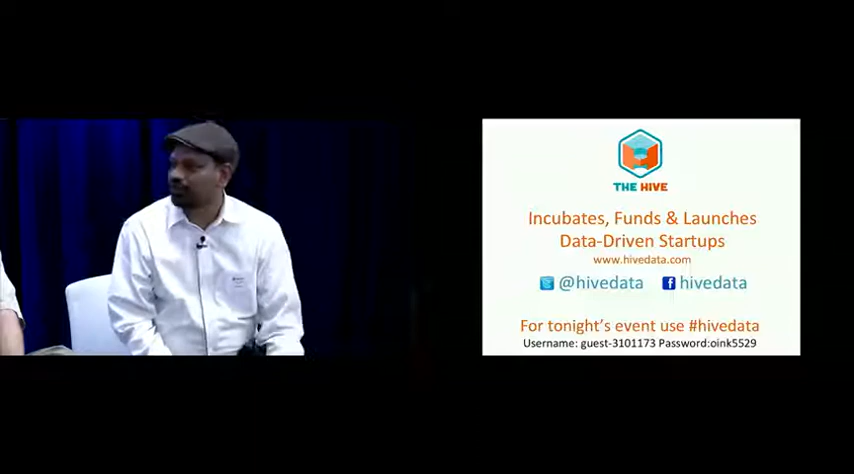 THE HIVE
Incubates, Funds & Launches
Data-Driven Startups
www.hivedata.com
@hivedata f hivedata
For tonight's event use #hivedata
Username: guest-3101173 Password:oink5529